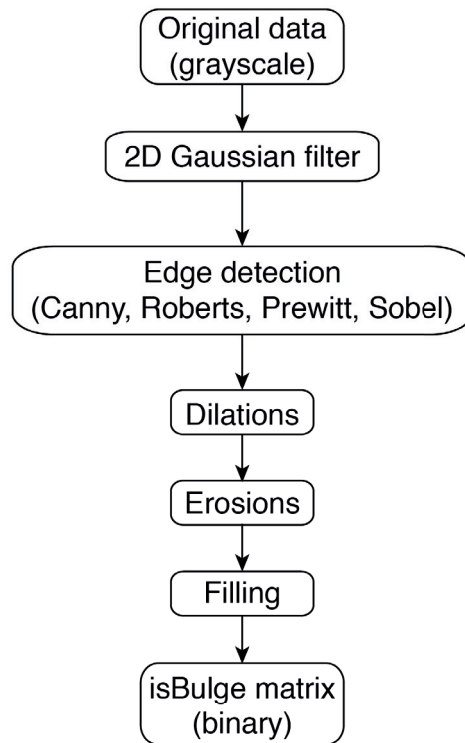 Original data
(grayscale)
2D Gaussian filter
Edge detection
(Canny, Roberts, Prewitt, Sobel)
Dilations
Erosions
Filling
isBulge matrix
(binary)